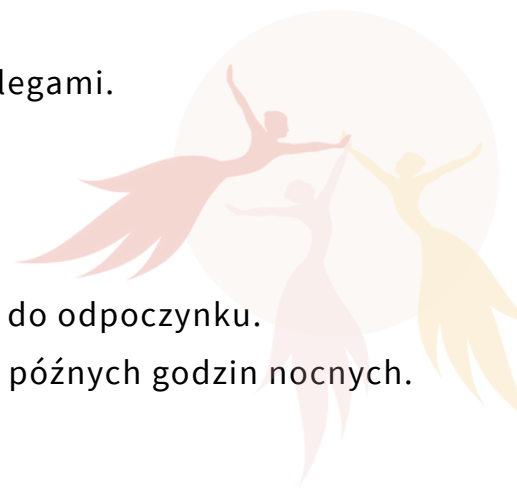 legami.
do odpoczynku.
późnych godzin nocnych.